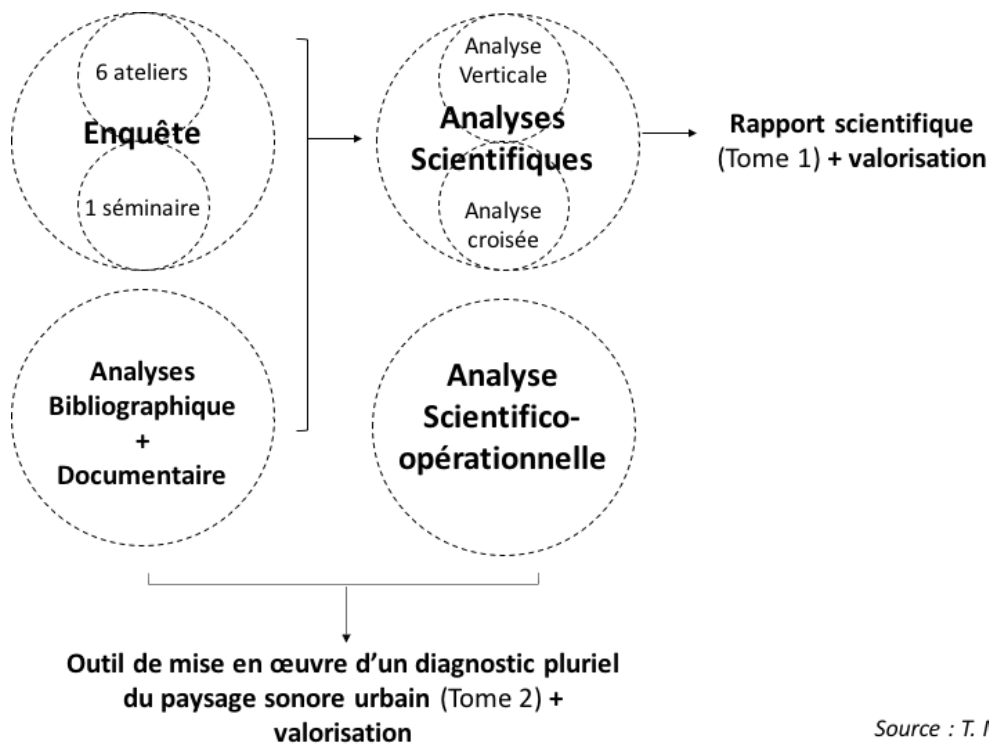 6 ateliers
Enquête
1 séminaire
Analyse
Verticale
Analyses
Scientifiques
Analyse
croisée
Rapport scientifique
(Tome 1) + valorisation
Analyses
Bibliographique
+
Documentaire
Analyse
Scientifico-
opérationnelle
Outil de mise en œuvre d'un diagnostic pluriel
du paysage sonore urbain (Tome 2) +
valorisation
Source : T.